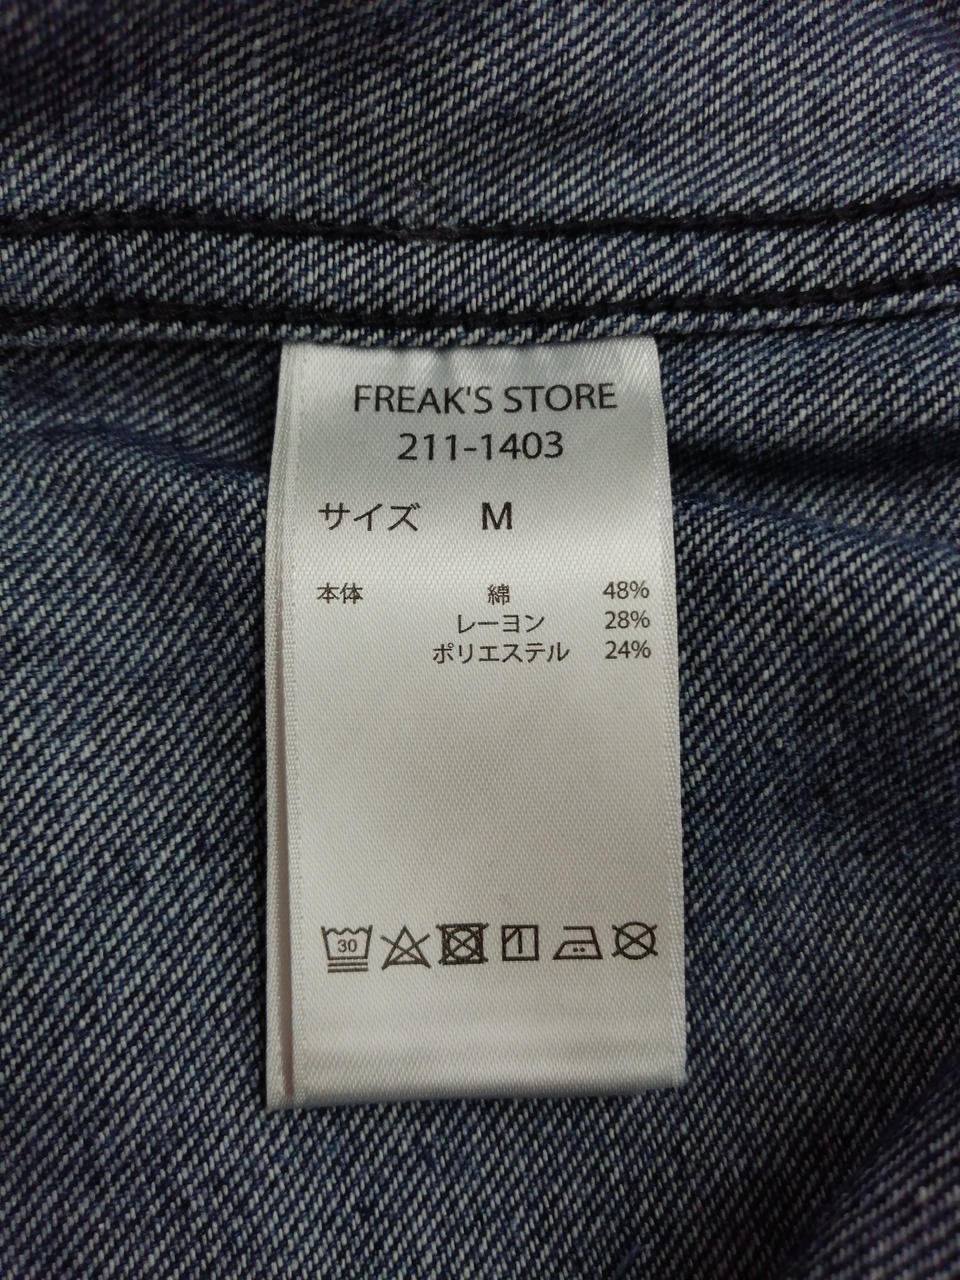 FREAK'S STORE
211-1403
サイズ M
本体 綿 48%
レーヨン 28%
ポリエステル 24%
30